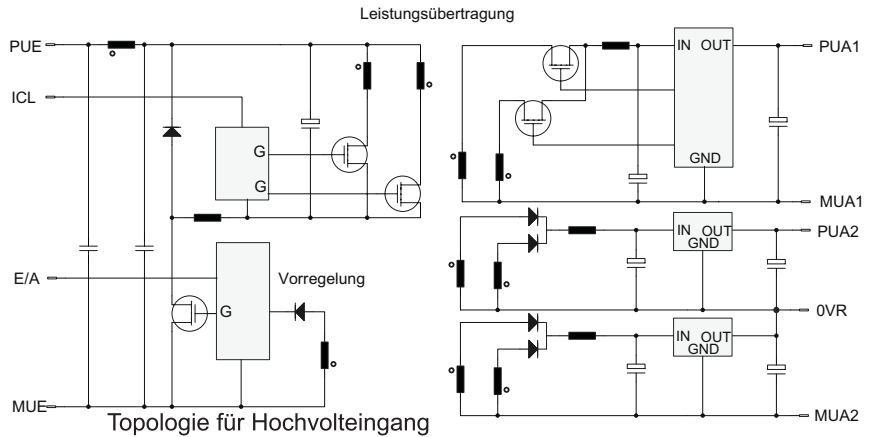 Leistungsübertragung
PUE
IN OUT
PUA1
ICL
G
G
GND
MUA1
IN OUT
GND
PUA2
E/A
Vorregelung
G
0VR
IN OUT
GND
MUE
Topologie für Hochvolteingang
MUA2